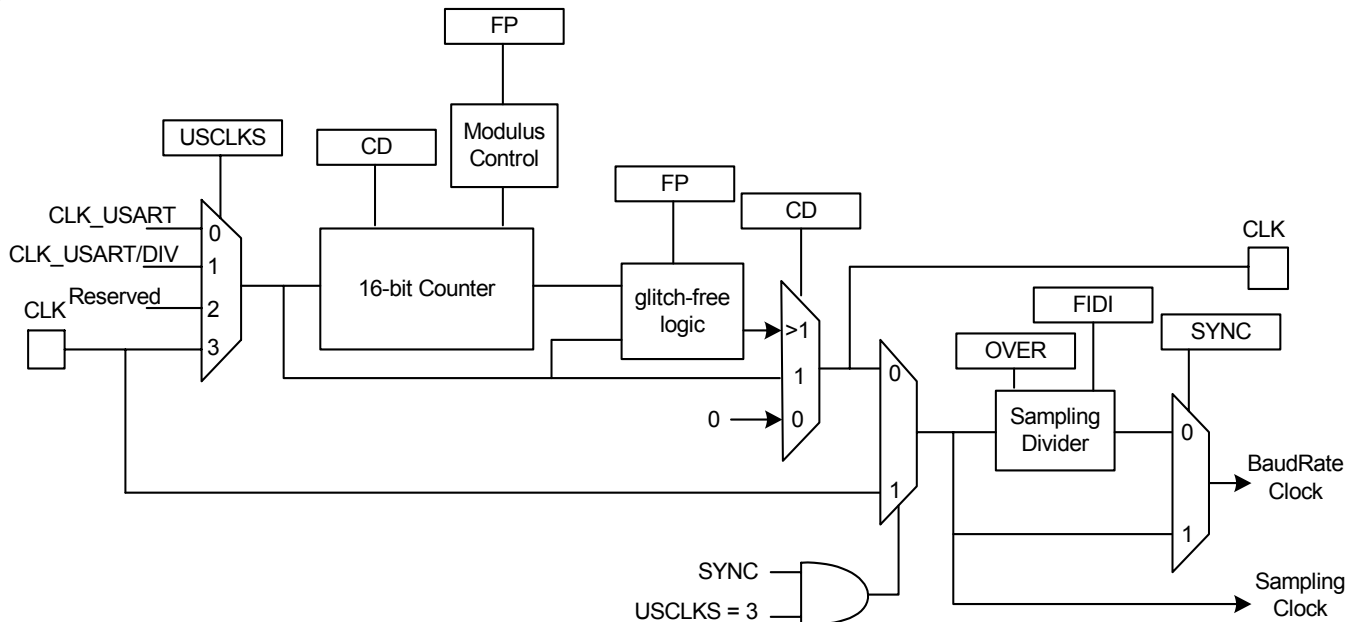 FP
USCLKS
CD
Modulus
Control
FP
CD
CLK_USART
CLK_USART/DIV
Reserved
CLK
0
1
2
3
16-bit Counter
glitch-free
logic
>1
1
0
0
CLK
FIDI
OVER
SYNC
0
1
Sampling
Divider
0
1
BaudRate
Clock
SYNC
USCLKS = 3
Sampling
Clock